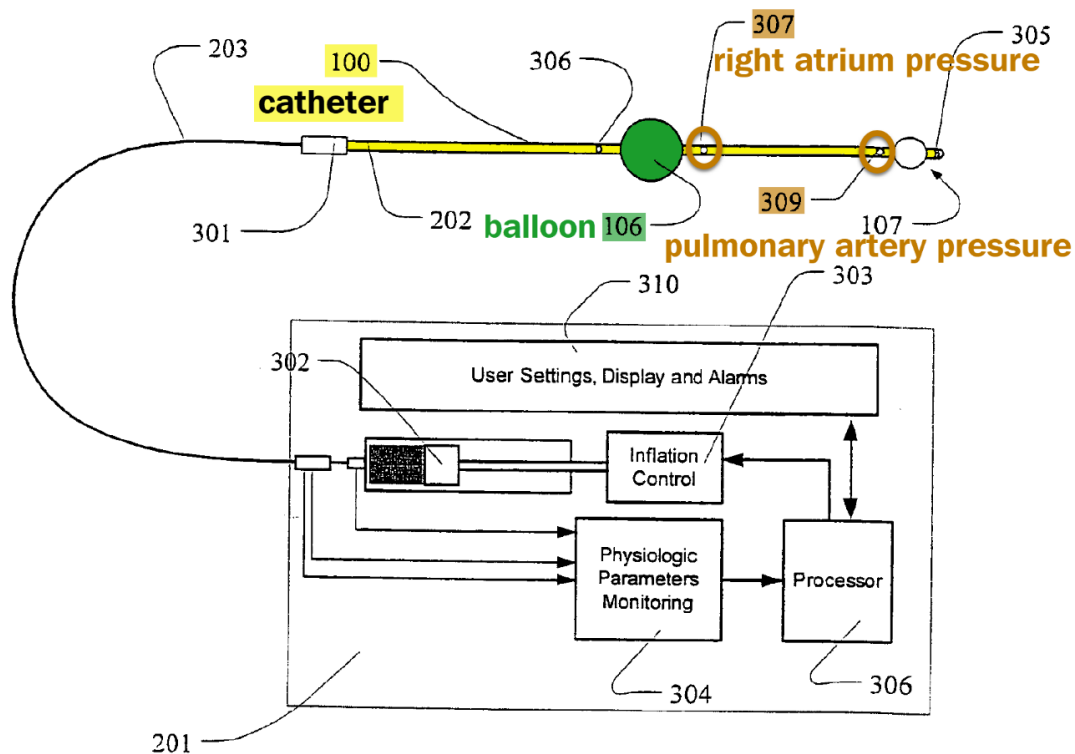 203
100
306
307
305
right atrium pressure
catheter
301
202
balloon 106
309
107
pulmonary artery pressure
310
303
302
User Settings, Display and Alarms
Inflation
Control
Physiologic
Parameters
Monitoring
Processor
304
306
201